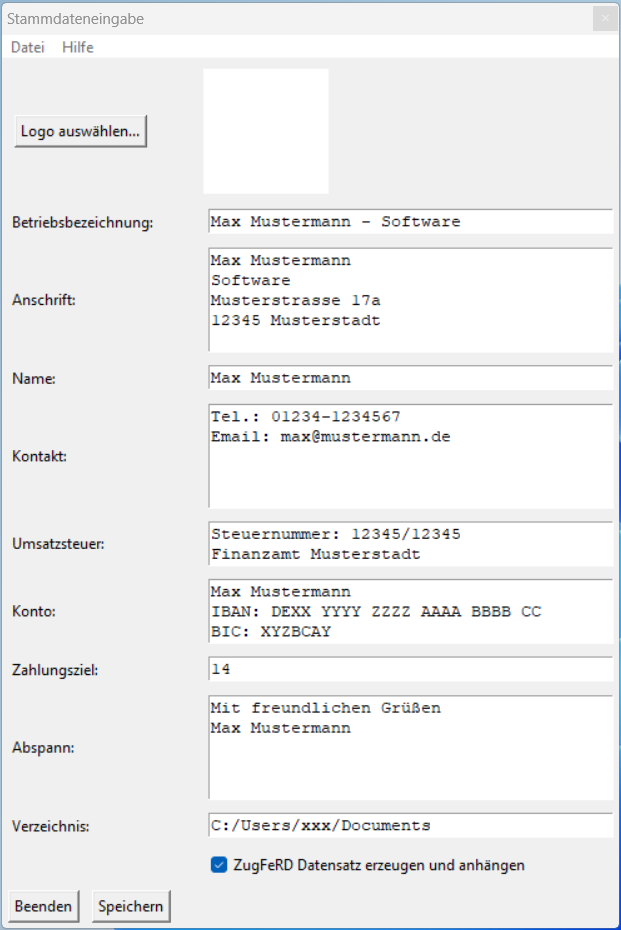 Stammdateneingabe
Datei Hilfe
Logo auswählen...
Betriebsbezeichnung: Max Mustermann - Software
Anschrift: Max Mustermann
Software
Musterstrasse 17a
12345 Musterstadt
Name: Max Mustermann
Kontakt: Tel.: 01234-1234567
Email: max@mustermann.de
Umsatzsteuer: Steuernummer: 12345/12345
Finanzamt Musterstadt
Konto: Max Mustermann
IBAN: DEXX YYYY ZZZZ AAAA BBBB CC
BIC: XYZBCAY
Zahlungsziel: 14
Abspann: Mit freundlichen Grüßen
Max Mustermann
Verzeichnis: C:/Users/xxx/Documents
ZugFeRD Datensatz erzeugen und anhängen
Beenden Speichern